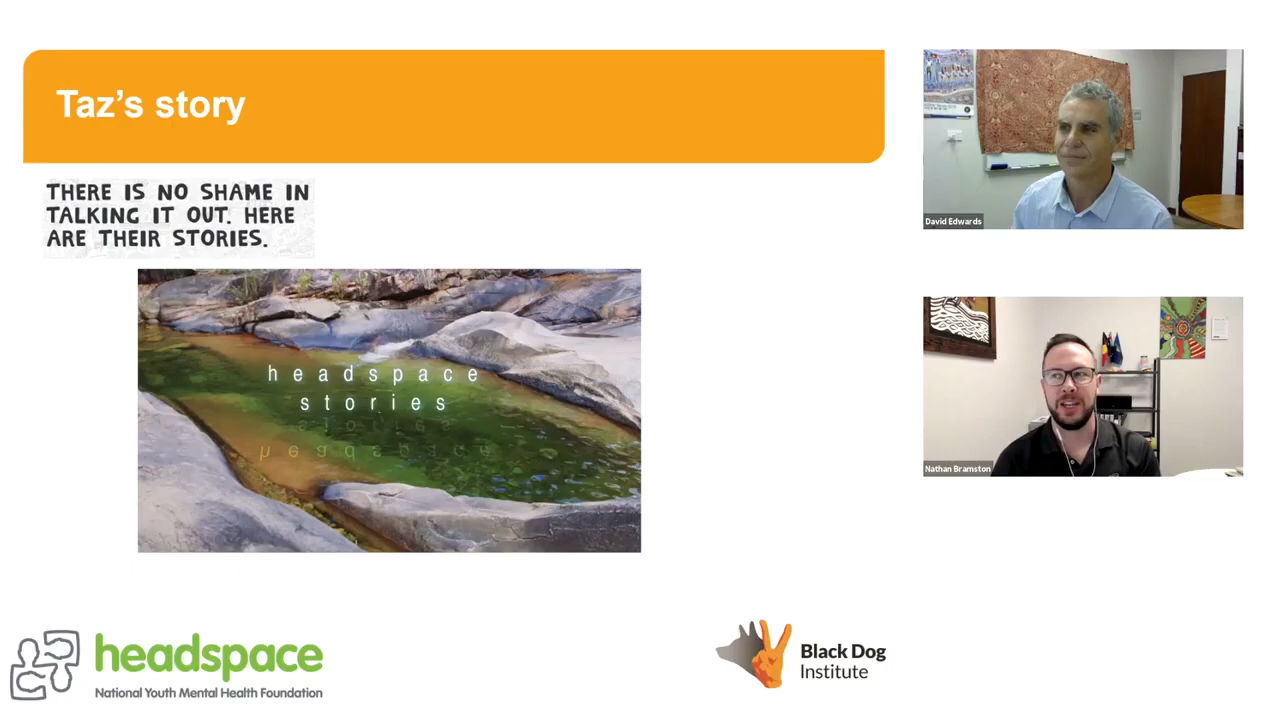 Taz's story
THERE IS NO SHAME IN
TALKING IT OUT. HERE
ARE THEIR STORIES.
headspace
stories
David Edwards
Nathan Bramston
headspace
National Youth Mental Health Foundation
Black Dog
Institute